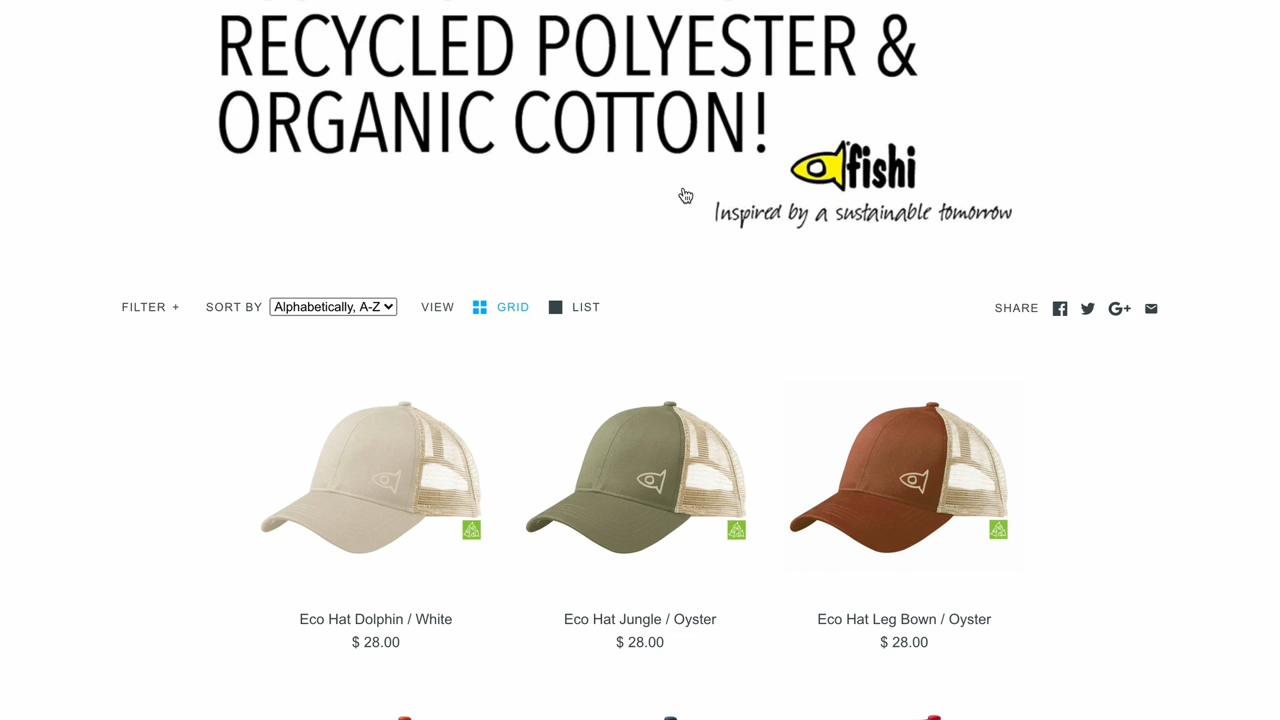 RECYCLED POLYESTER &
ORGANIC COTTON!
fishi
Inspired by a sustainable tomorrow
FILTER + SORT BY Alphabetically, A-Z VIEW GRID LIST SHARE
Eco Hat Dolphin / White
$ 28.00
Eco Hat Jungle / Oyster
$ 28.00
Eco Hat Leg Bown / Oyster
$ 28.00